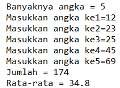 Banyaknya angka = 5
Masukkan angka ke1=12
Masukkan angka ke2=23
Masukkan angka ke3=25
Masukkan angka ke4=45
Masukkan angka ke5=69
Jumlah = 174
Rata-rata = 34.8